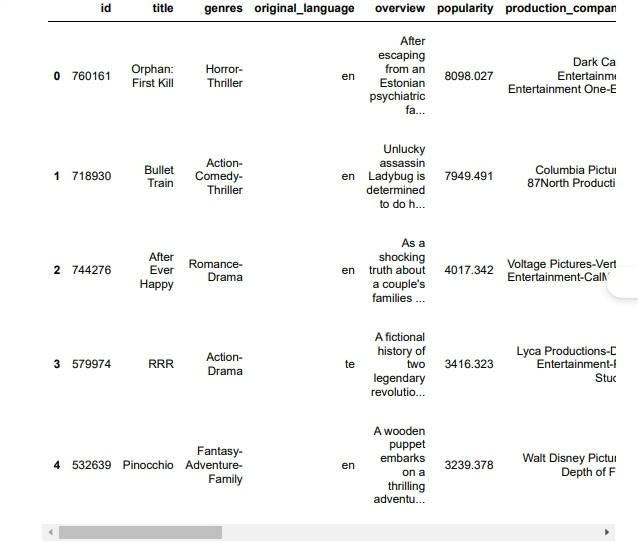 id title genres original_language overview popularity production_compan
0 760161
Orphan:
First Kill
Horror-
Thriller
en
After
escaping
from an
Estonian
psychiatric
fa...
8098.027
Dark Ca
Entertainme
Entertainment One-E
1 718930
Bullet
Train
Action-
Comedy-
Thriller
en
Unlucky
assassin
Ladybug is
determined
to do h...
7949.491
Columbia Pictur
87North Producti
2 744276
After
Ever
Happy
Romance-
Drama
en
As a
shocking
truth about
a couple's
families ...
4017.342
Voltage Pictures-Vert
Entertainment-CalM
3 579974
RRR
Action-
Drama
te
A fictional
history of
two
legendary
revolutio...
3416.323
Lyca Productions-D
Entertainment-F
Stud
4 532639
Pinocchio
Fantasy-
Adventure-
Family
en
A wooden
puppet
embarks
on a
thrilling
adventu...
3239.378
Walt Disney Pictur
Depth of F